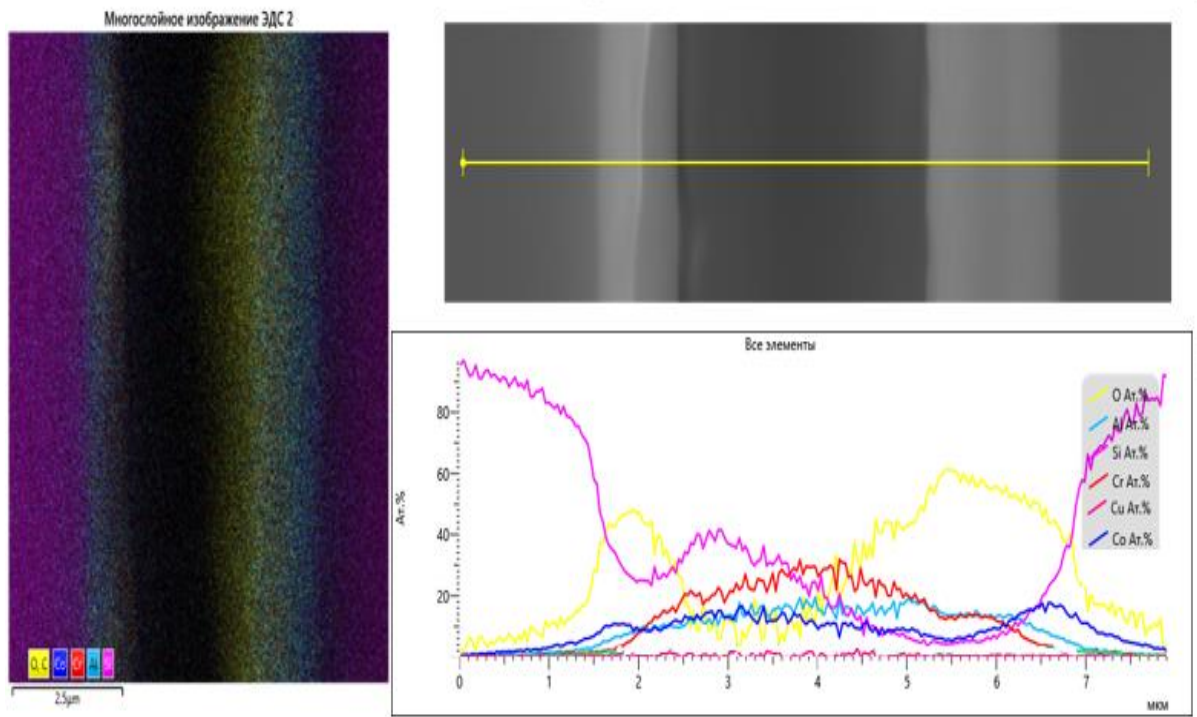 Многослойное изображение ЭДС 2
O, C Co Cr Al Si
2.5µm
Все элементы
Ат.%
80
60
40
20
0 1 2 3 4 5 6 7
мкм
O Ат.%
Al Ат.%
Si Ат.%
Cr Ат.%
Cu Ат.%
Co Ат.%